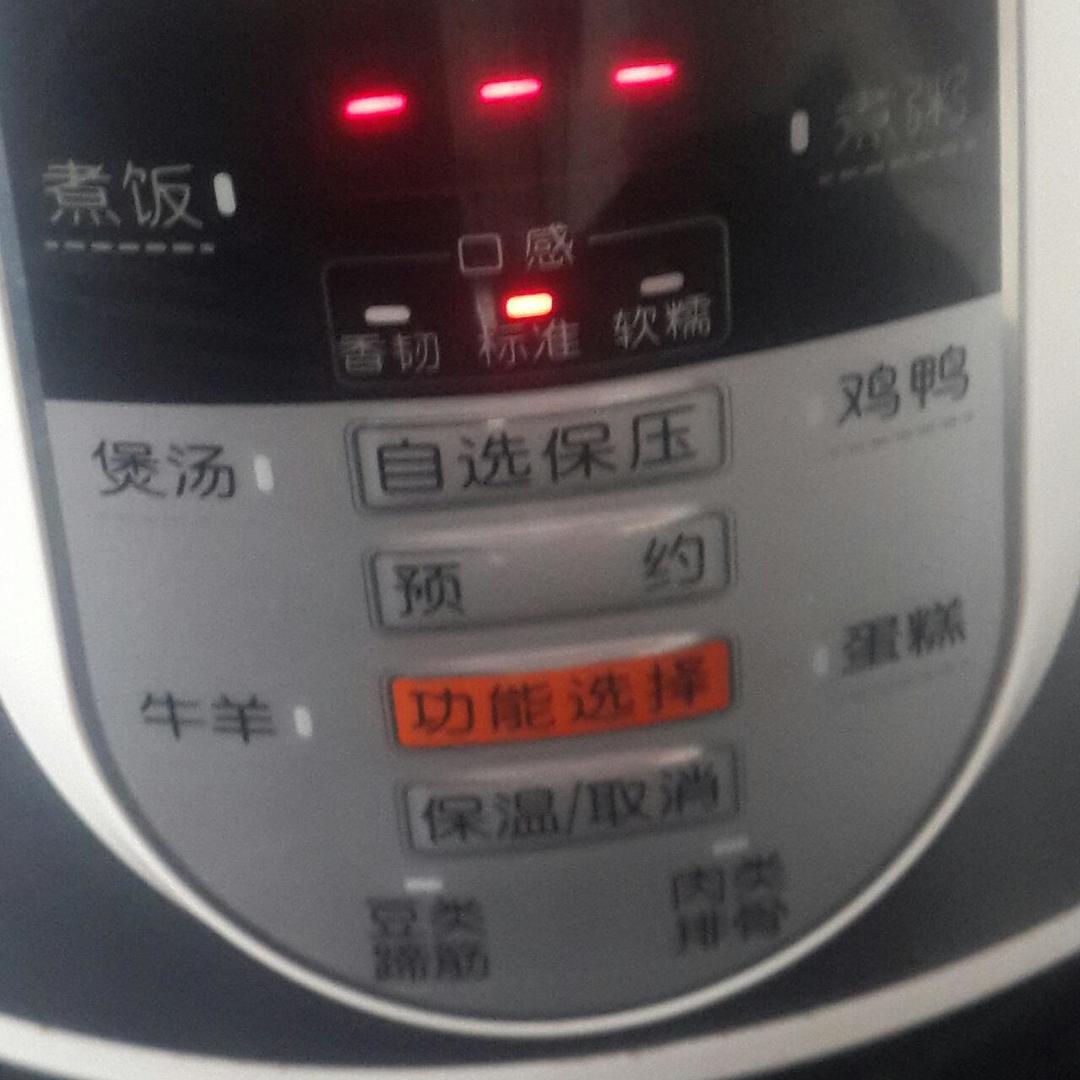 煮粥
煮饭
口感
香韧 标准 软糯
鸡鸭
煲汤
自选保压
预约
蛋糕
牛羊
功能选择
保温/取消
豆类
蹄筋
肉类
排骨